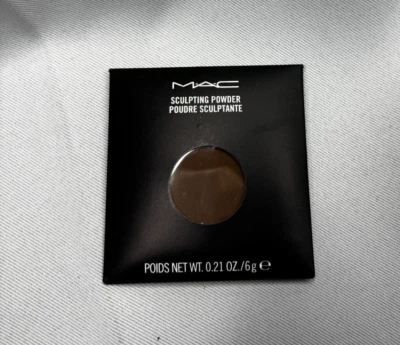 MAC
SCULPTING POWDER
POUDRE SCULPTANTE
POIDS NET WT. 0.21 OZ./6g ℮